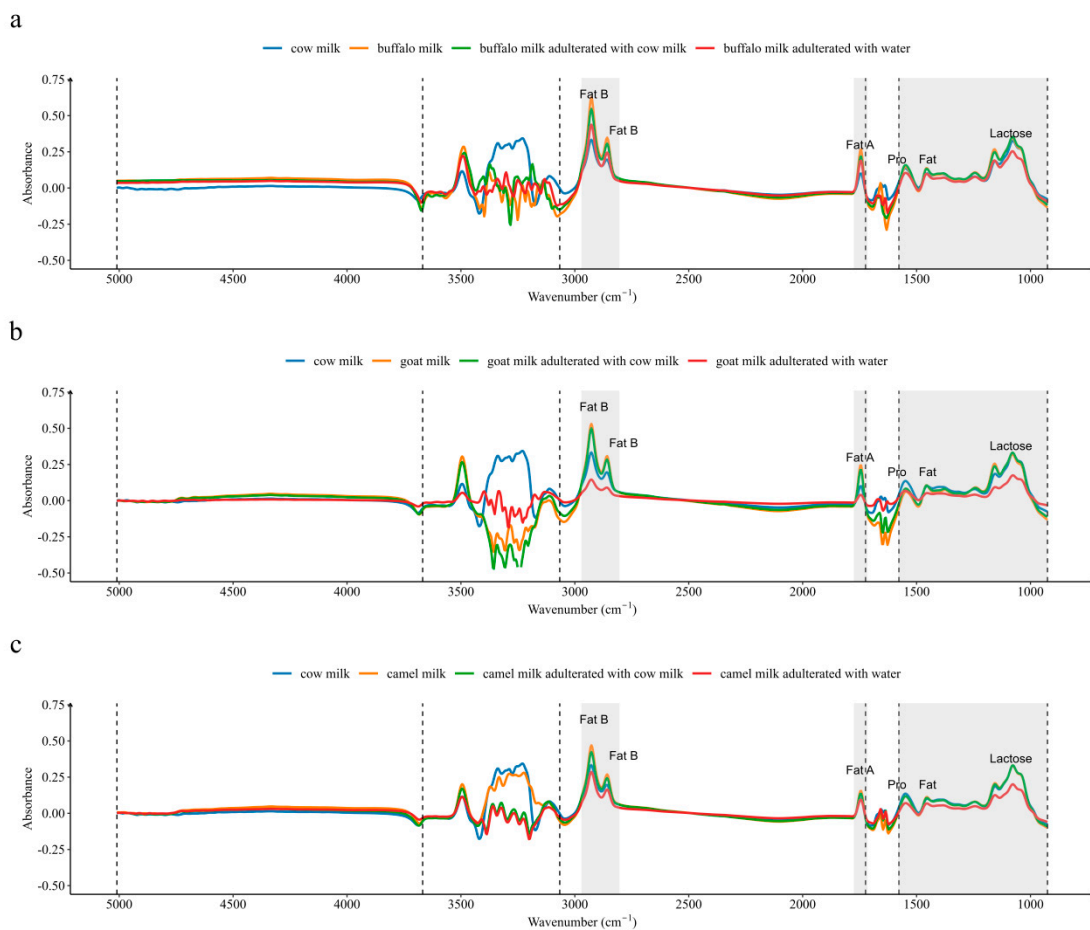 a
cow milk buffalo milk buffalo milk adulterated with cow milk buffalo milk adulterated with water
0.75
Fat B
0.50
Fat B
Lactose
Fat A
0.25
Pro Fat
Absorbance
0.00
-0.25
-0.50
5000 4500 4000 3500 3000 2500 2000 1500 1000
Wavenumber (cm⁻¹)
b
cow milk goat milk goat milk adulterated with cow milk goat milk adulterated with water
0.75
Fat B
0.50
Fat B
Lactose
Fat A
0.25
Pro Fat
Absorbance
0.00
-0.25
-0.50
5000 4500 4000 3500 3000 2500 2000 1500 1000
Wavenumber (cm⁻¹)
c
cow milk camel milk camel milk adulterated with cow milk camel milk adulterated with water
0.75
Fat B
0.50
Fat B
Lactose
Fat A
0.25
Pro Fat
Absorbance
0.00
-0.25
-0.50
5000 4500 4000 3500 3000 2500 2000 1500 1000
Wavenumber (cm⁻¹)